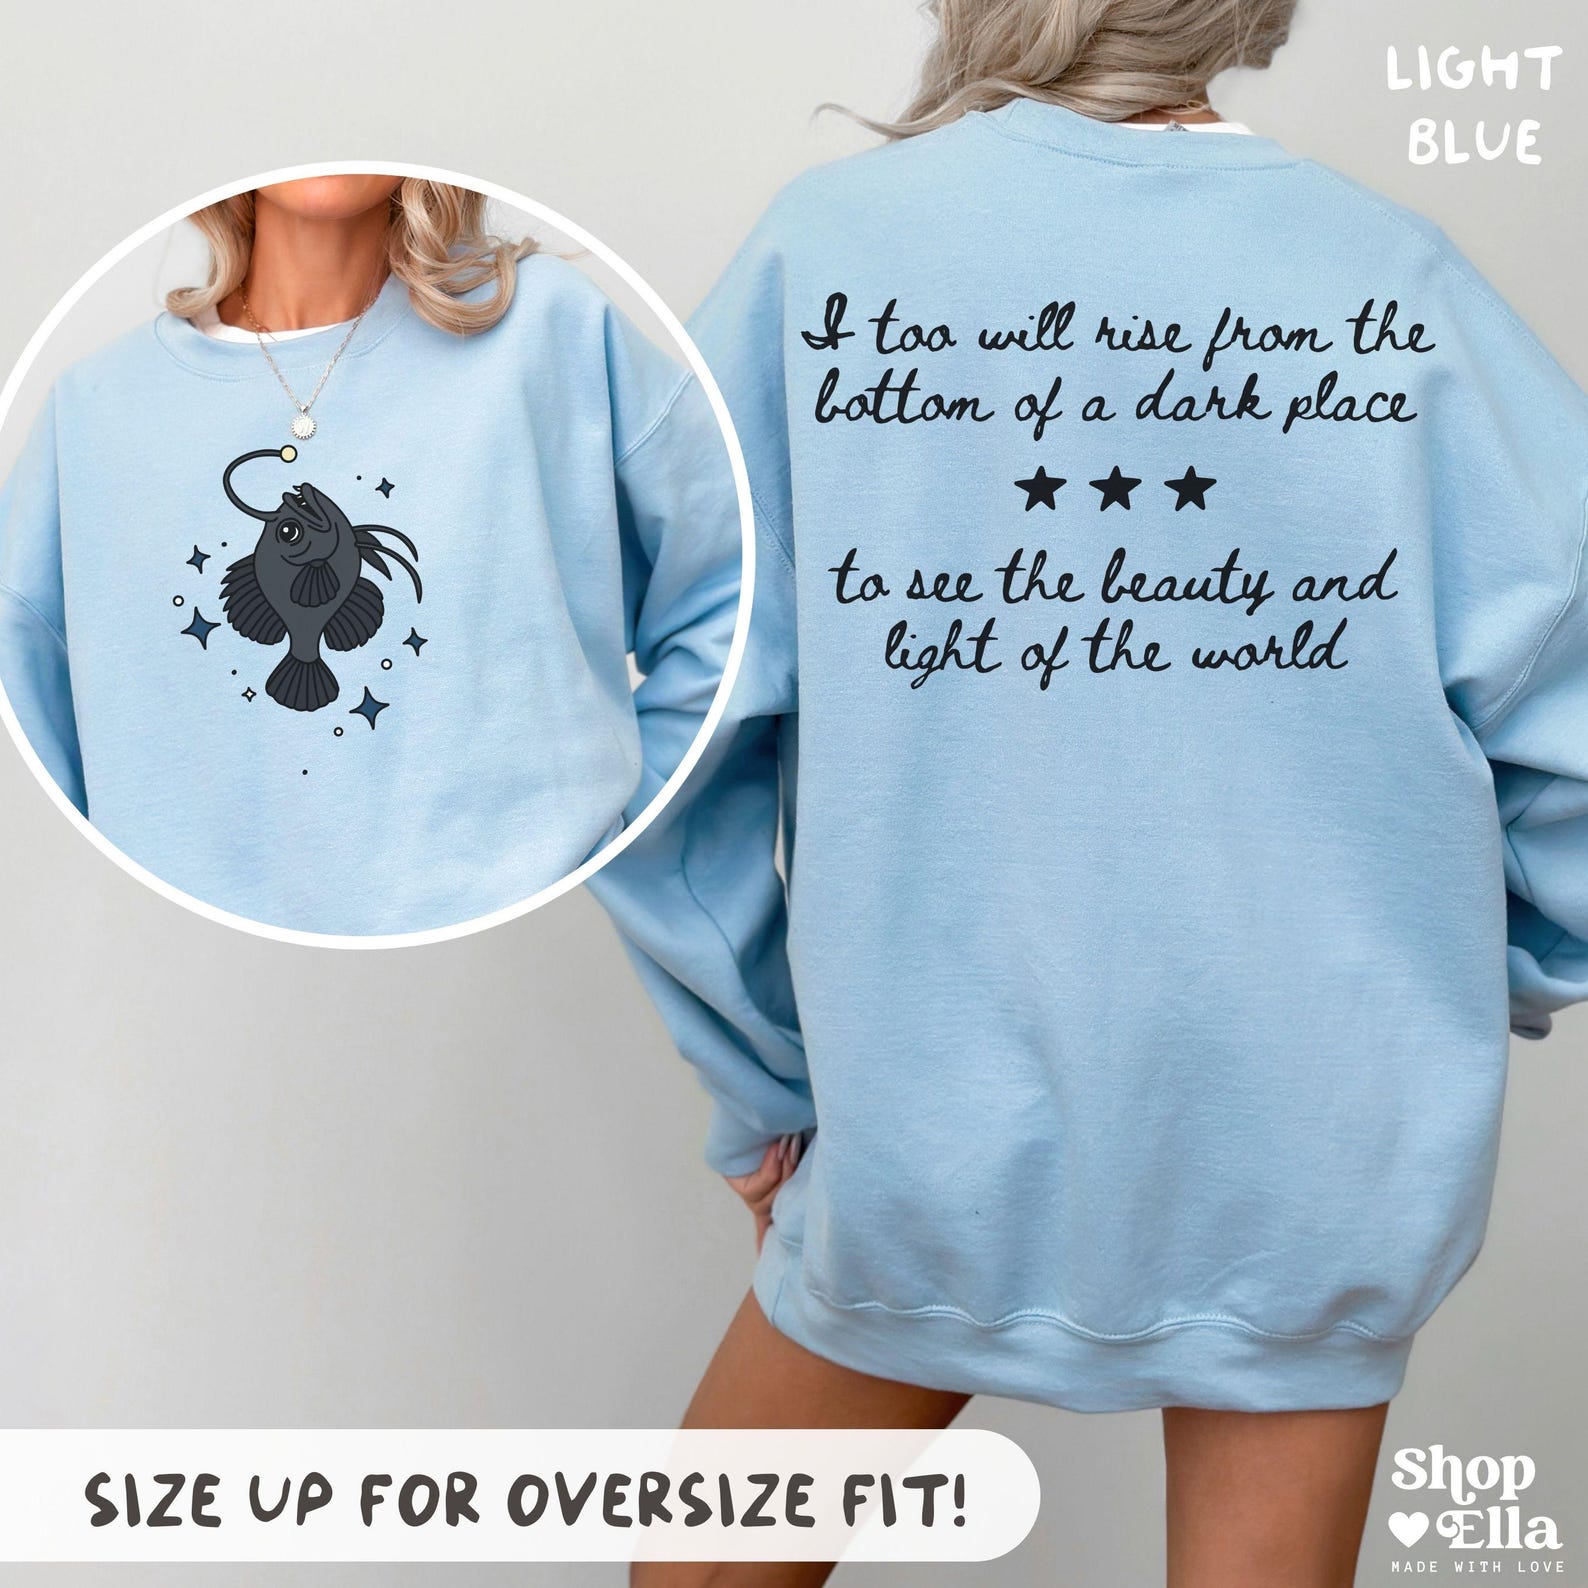 LIGHT
BLUE
I too will rise from the
bottom of a dark place
to see the beauty and
light of the world
SIZE UP FOR OVERSIZE FIT!
Shop
Ella
MADE WITH LOVE